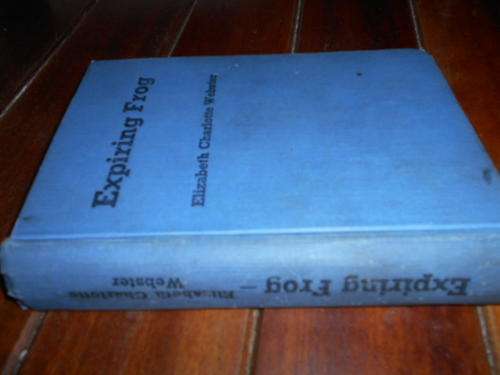 Expiring Frog
Elizabeth Charlotte Webster
Expiring Frog — Elizabeth Charlotte
Webster